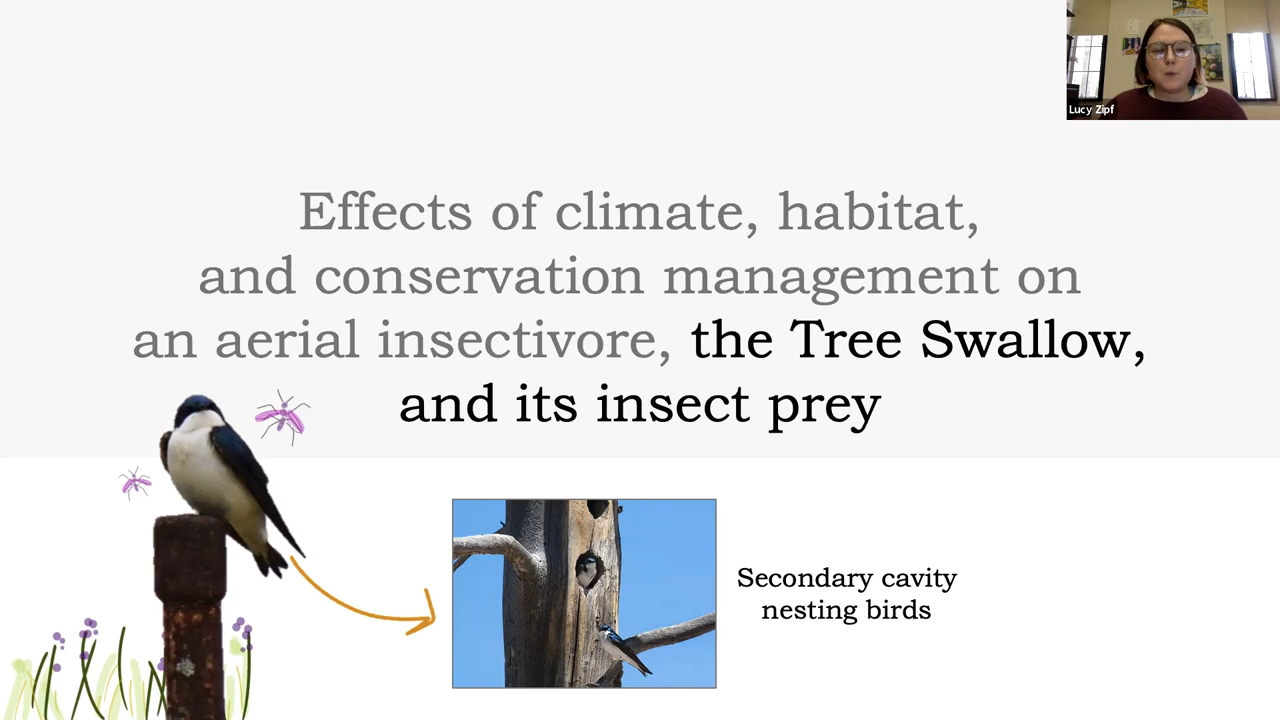 Lucy Zipf
Effects of climate, habitat,
and conservation management on
an aerial insectivore, the Tree Swallow,
and its insect prey
Secondary cavity
nesting birds